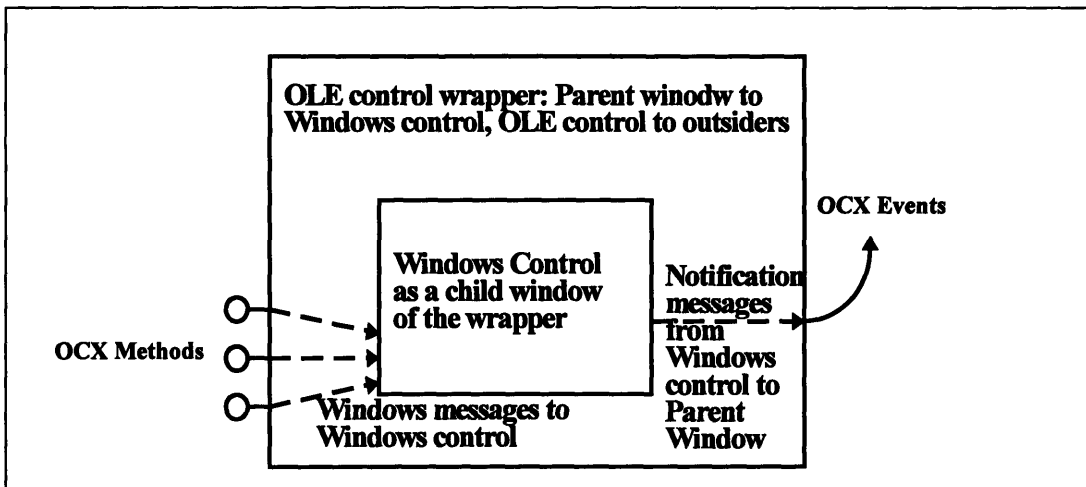 OLE control wrapper: Parent winodw to
Windows control, OLE control to outsiders
OCX Events
Windows Control
as a child window
of the wrapper
Notification
messages
from
Windows
control to
Parent
Window
OCX Methods
Windows messages to
Windows control